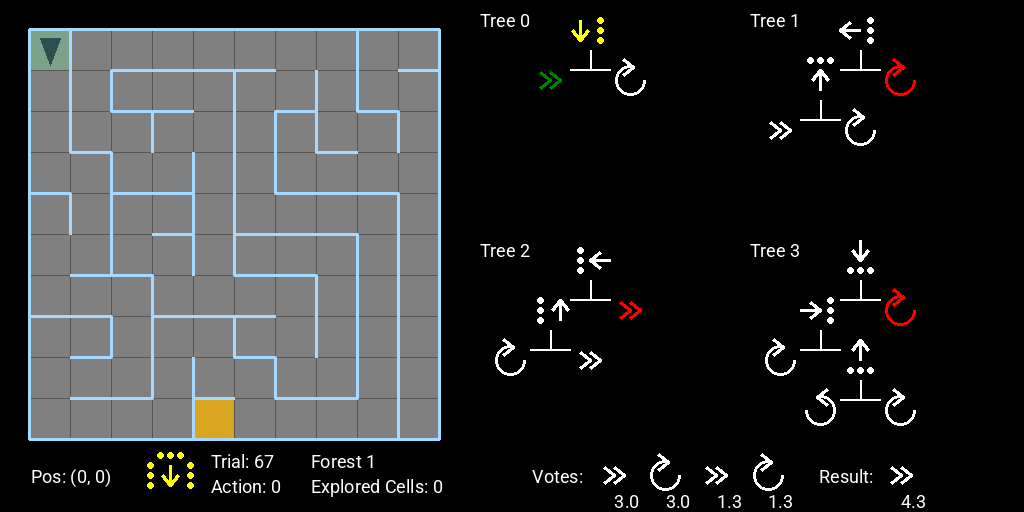 Tree 0
Tree 1
Tree 2
Tree 3
Pos: (0, 0)
Trial: 67
Forest 1
Action: 0
Explored Cells: 0
Votes:
Result:
3.0
3.0
1.3
1.3
4.3